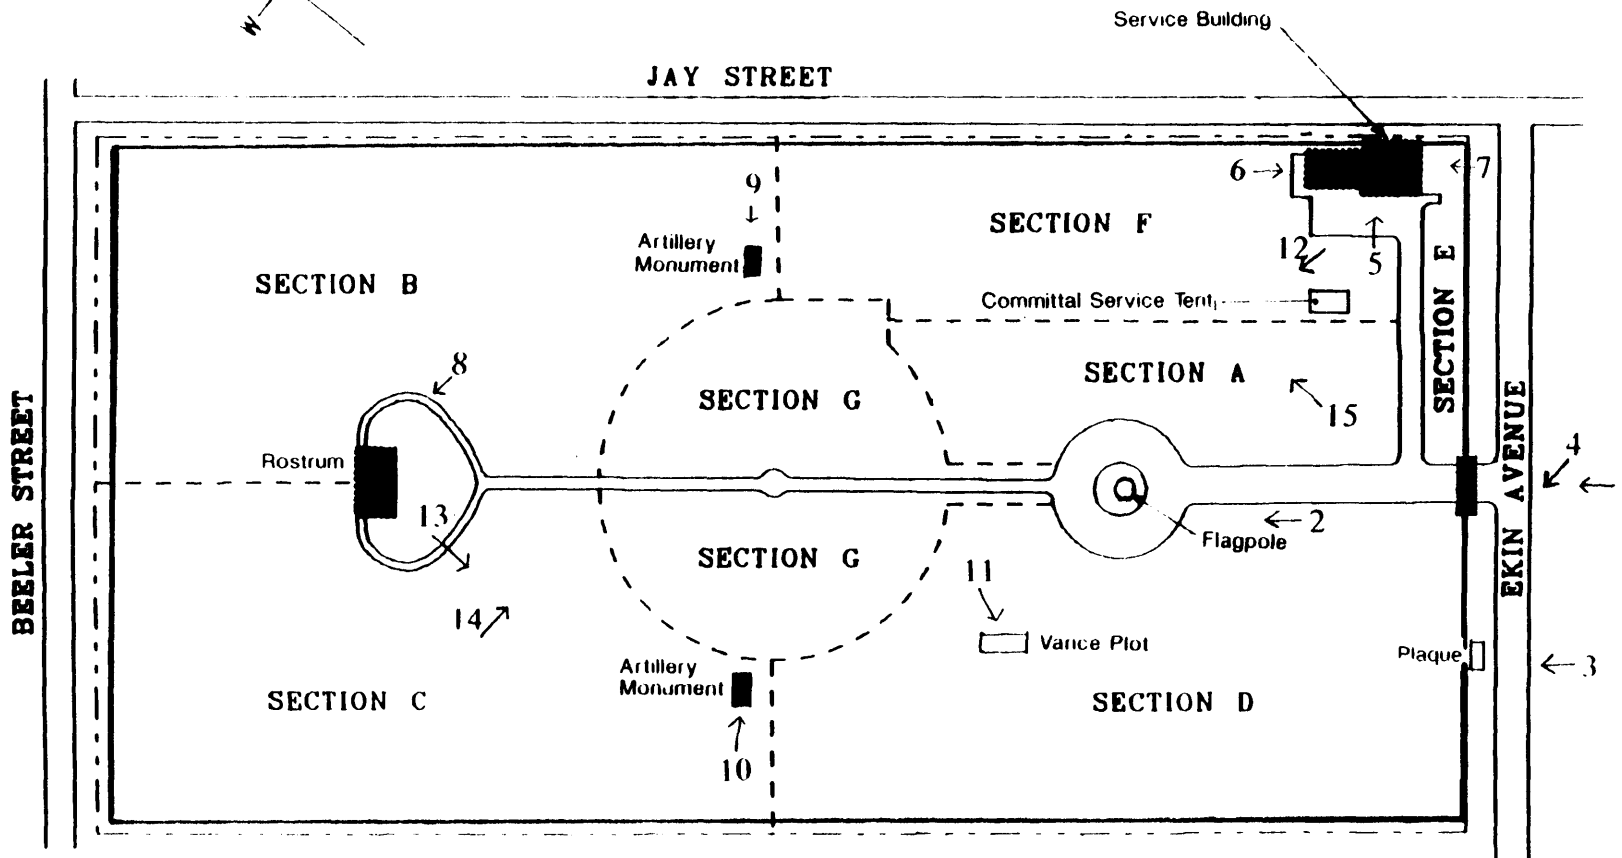 W
Service Building
JAY STREET
6
7
9
SECTION F
Artillery
Monument
12
5
SECTION B
SECTION E
Committal Service Tent
8
SECTION A
SECTION G
15
BEELER STREET
EKIN AVENUE
4
Rostrum
13
2
Flagpole
SECTION G
11
14
Vance Plot
Plaque
3
Artillery
Monument
SECTION C
SECTION D
10